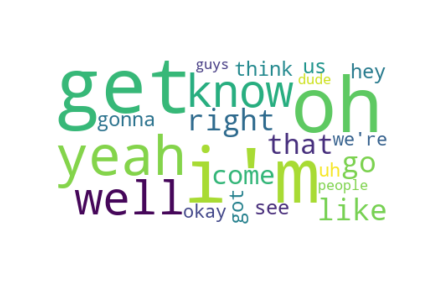 guys think us hey
dude
get know oh
gonna right
yeah i'm that we're
well come uh go
people
okay got see like